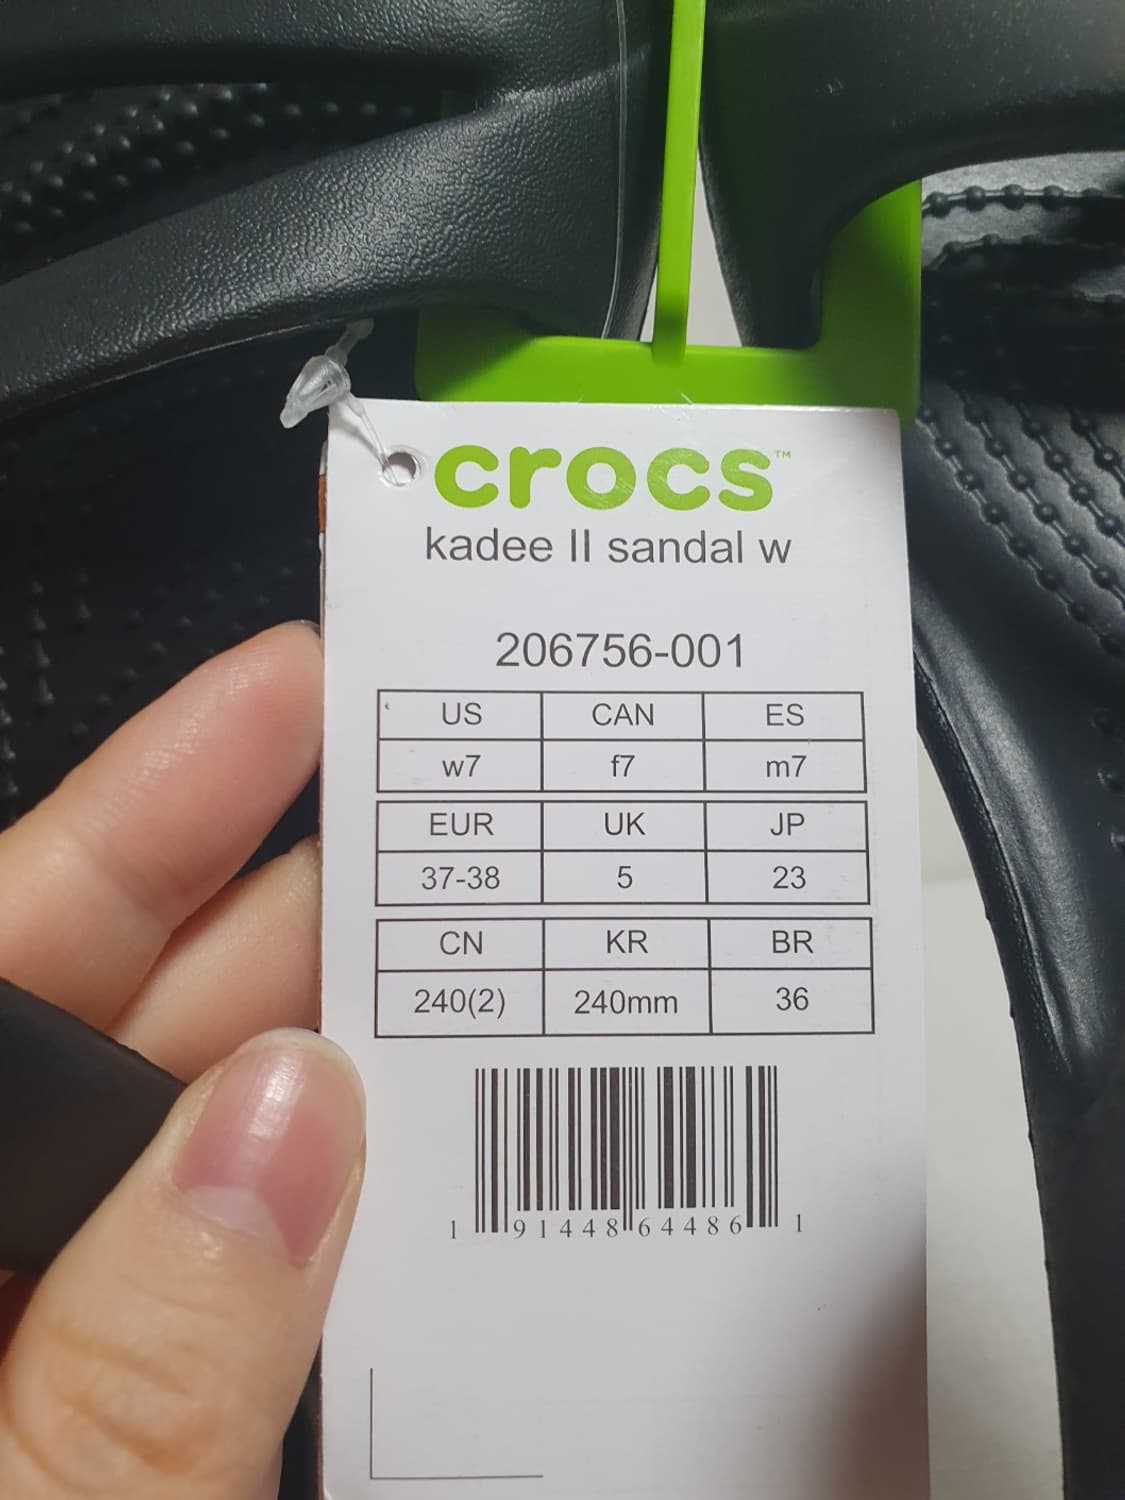 crocs™
kadee II sandal w
206756-001
US CAN ES
w7 f7 m7
EUR UK JP
37-38 5 23
CN KR BR
240(2) 240mm 36
1 91448 64486 1